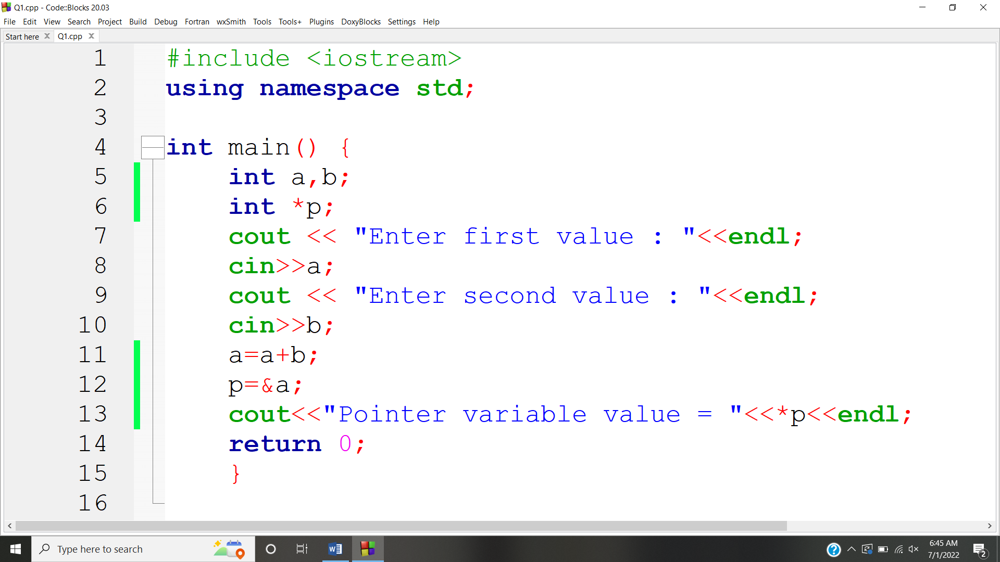 Q1.cpp - Code::Blocks 20.03
File Edit View Search Project Build Debug Fortran wxSmith Tools Tools+ Plugins DoxyBlocks Settings Help
Start here X Q1.cpp X
1 #include <iostream>
2 using namespace std;
3
4 int main() {
5 int a,b;
6 int *p;
7 cout << "Enter first value : "<<endl;
8 cin>>a;
9 cout << "Enter second value : "<<endl;
10 cin>>b;
11 a=a+b;
12 p=&a;
13 cout<<"Pointer variable value = "<<*p<<endl;
14 return 0;
15 }
16
Type here to search
6:45 AM
7/1/2022
2